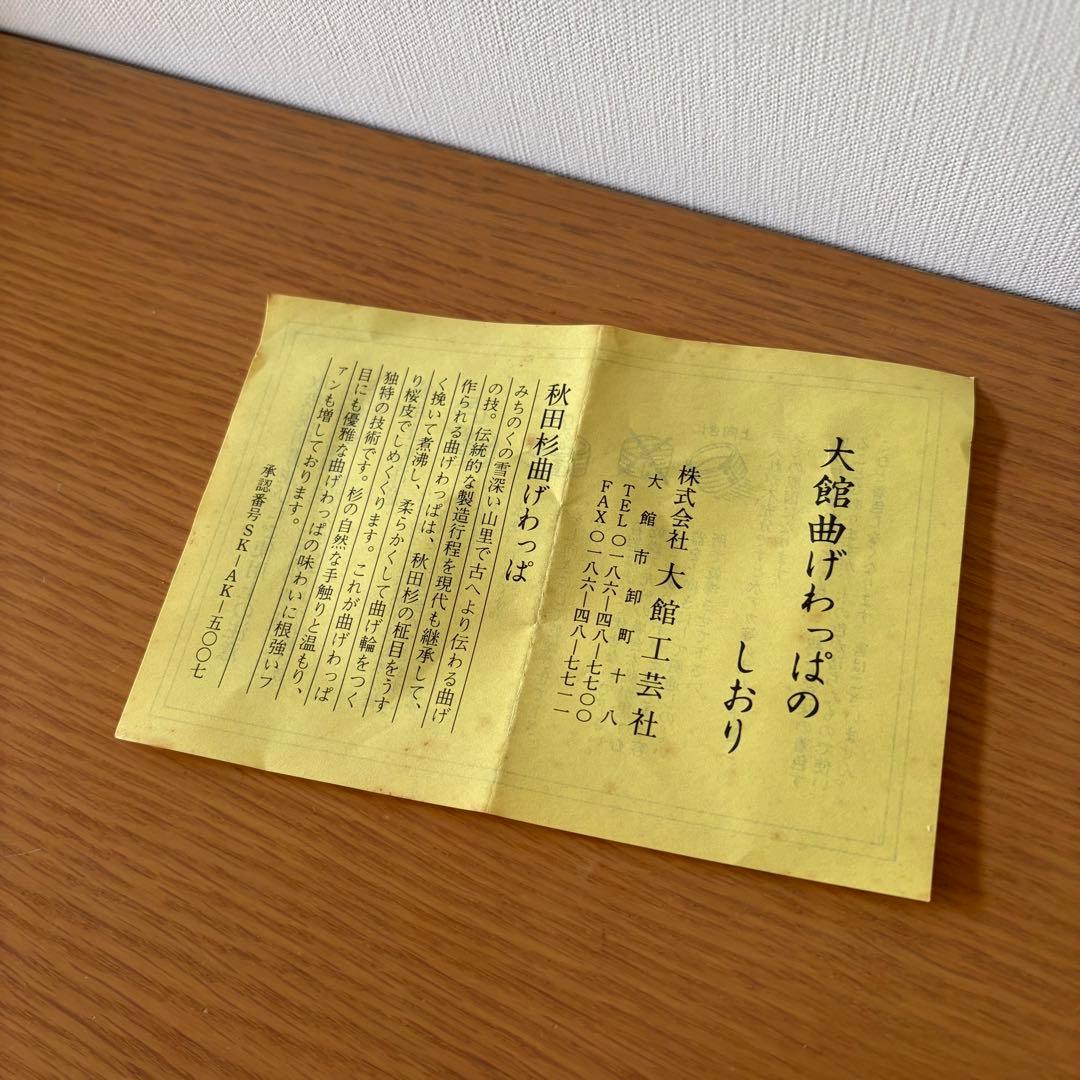 大館曲げわっぱの
しおり
株式会社 大館工芸社
大館市卸町十八
TEL〇一八六―四八―七七〇〇
FAX〇一八六―四八―七七一一
秋田杉曲げわっぱ
みちのくの雪深い山里で古へより伝わる曲げ
の技。伝統的な製造行程を現代も継承して、
作られる曲げわっぱは、秋田杉の柾目をうす
く挽いて煮沸し、柔らかくして曲げ輪をつく
り桜皮でしめくくります。これが曲げわっぱ
独特の技術です。杉の自然な手触りと温もり、
目にも優雅な曲げわっぱの味わいに根強いフ
ァンも増しております。
承認番号SK―AK―五〇〇七